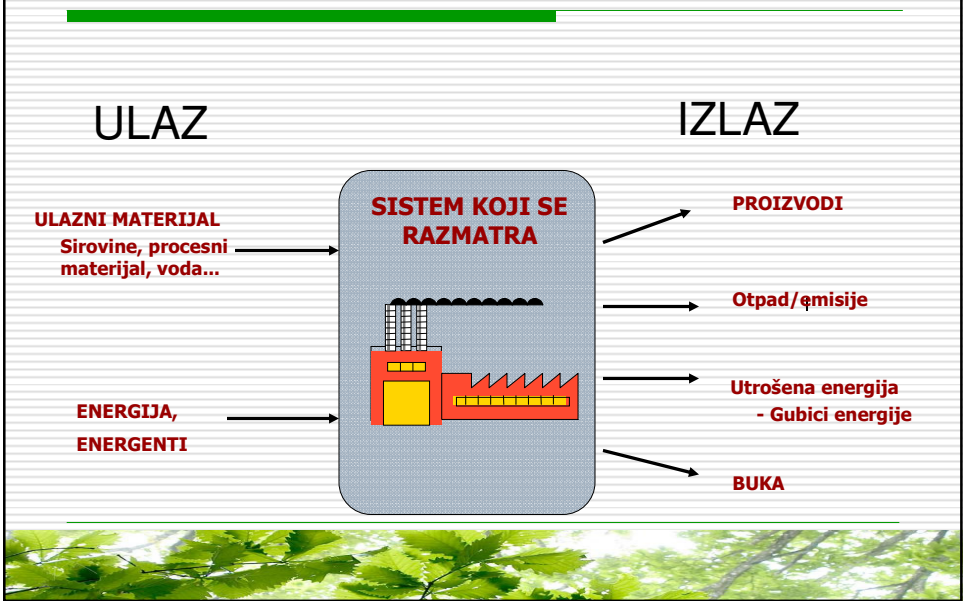 ULAZ
IZLAZ
ULAZNI MATERIJAL
Sirovine, procesni
materijal, voda...
ENERGIJA,
ENERGENTI
SISTEM KOJI SE
RAZMATRA
PROIZVODI
Otpad/emisije
Utrošena energija
- Gubici energije
BUKA